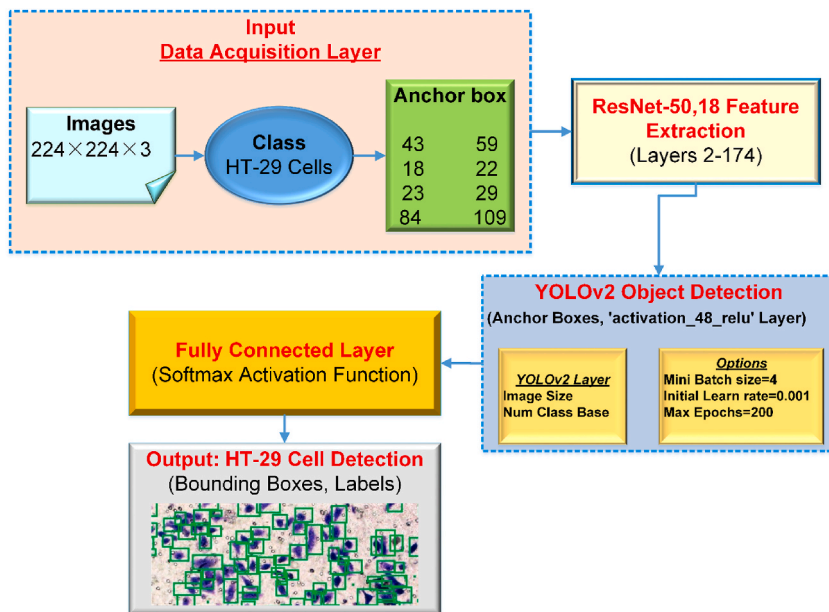 Input
Data Acquisition Layer
Images
224×224×3
Class
HT-29 Cells
Anchor box
43 59
18 22
23 29
84 109
ResNet-50,18 Feature
Extraction
(Layers 2-174)
YOLOv2 Object Detection
(Anchor Boxes, 'activation_48_relu' Layer)
YOLOv2 Layer
Image Size
Num Class Base
Options
Mini Batch size=4
Initial Learn rate=0.001
Max Epochs=200
Fully Connected Layer
(Softmax Activation Function)
Output: HT-29 Cell Detection
(Bounding Boxes, Labels)